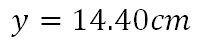 y = 14.40cm